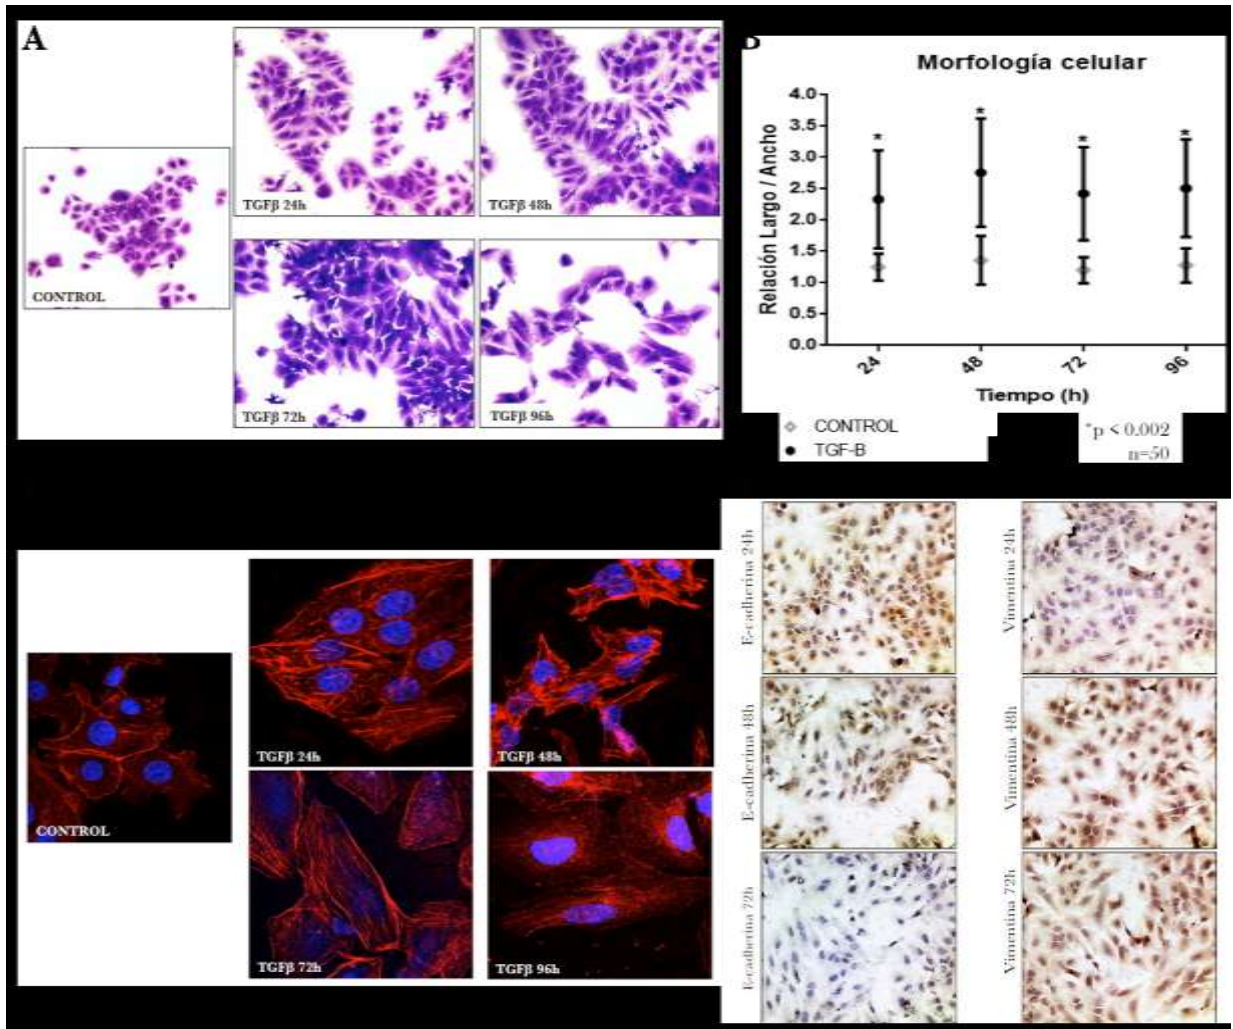 A
TGFβ 24h
TGFβ 48h
CONTROL
TGFβ 72h
TGFβ 96h
B
Morfología celular
Relación Largo / Ancho
4.0
3.5
3.0
2.5
2.0
1.5
1.0
0.5
0.0
*
*
*
*
24
48
72
96
Tiempo (h)
CONTROL
TGF-B
*p < 0.002
n=50
TGFβ 24h
TGFβ 48h
CONTROL
TGFβ 72h
TGFβ 96h
E-cadherina 24h
Vimentina 24h
E-cadherina 48h
Vimentina 48h
E-cadherina 72h
Vimentina 72h